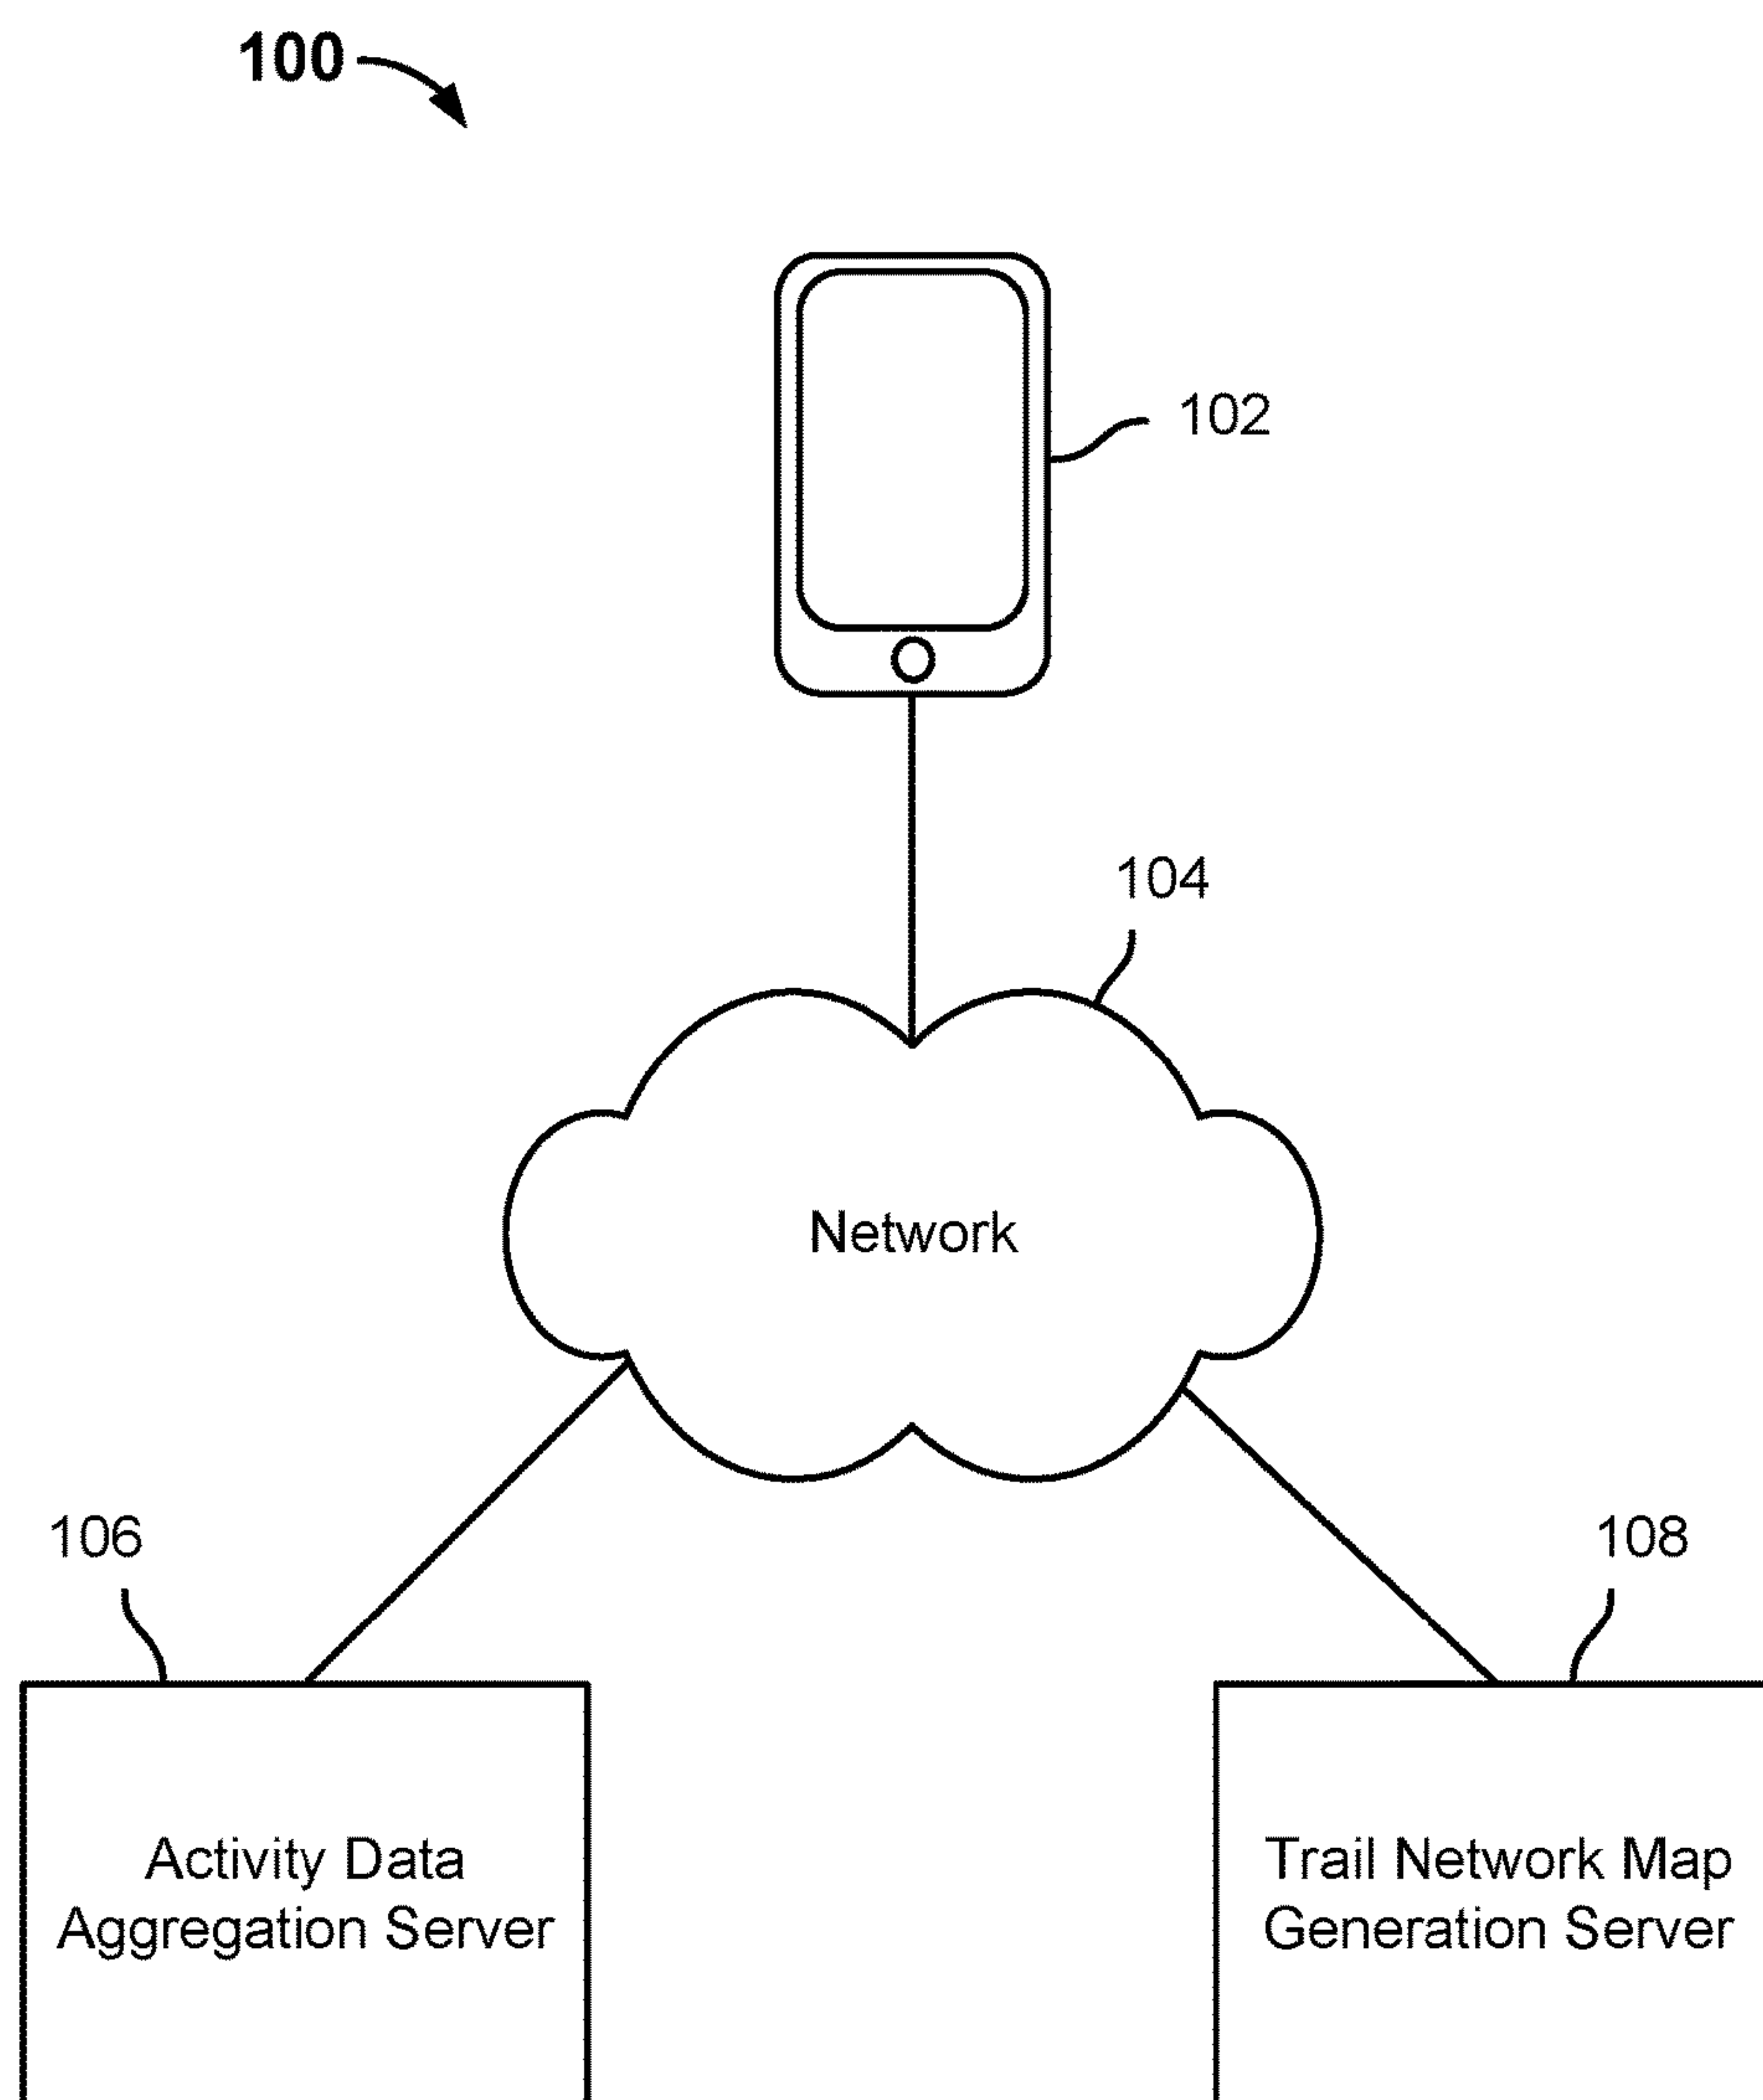 100
102
104
Network
106
108
Activity Data
Aggregation Server
Trail Network Map
Generation Server